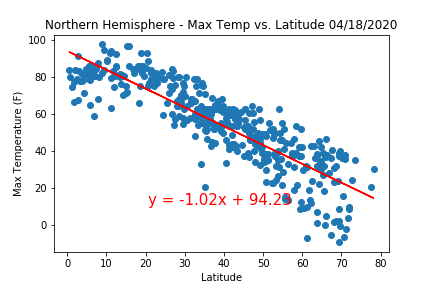 Northern Hemisphere - Max Temp vs. Latitude 04/18/2020
100
80
60
40
20
0
Max Temperature (F)
y = -1.02x + 94.23
0 10 20 30 40 50 60 70 80
Latitude